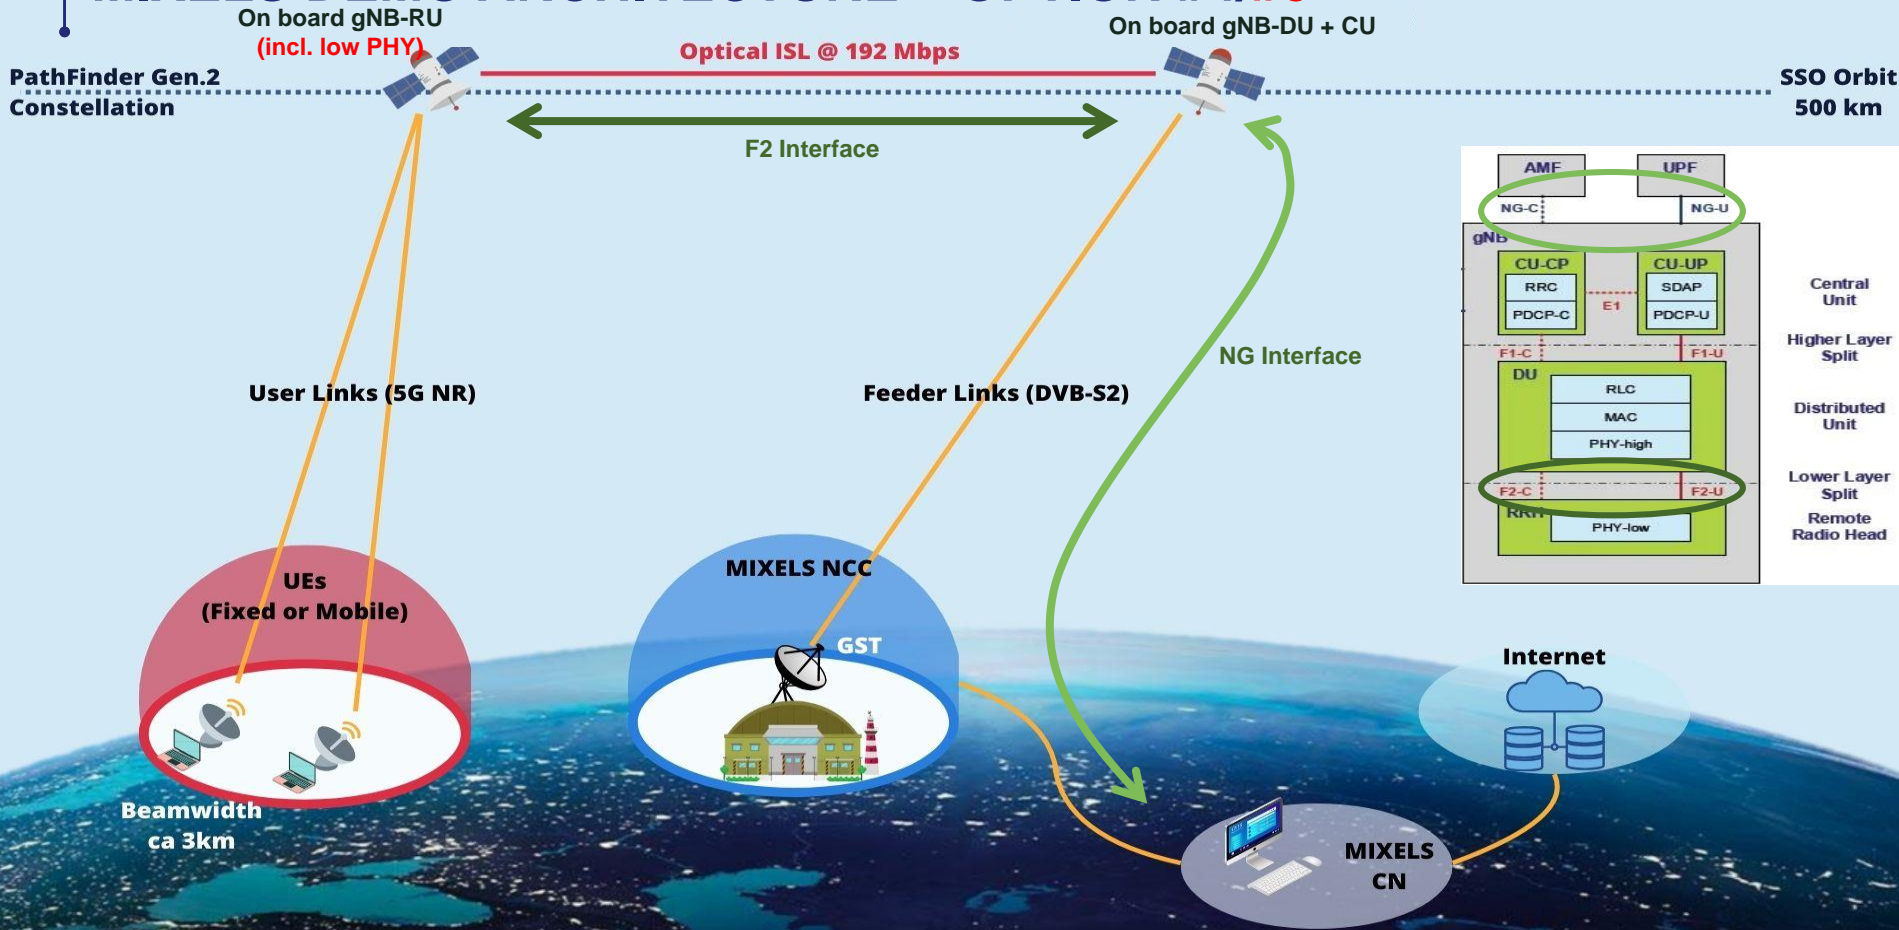 On board gNB-RU
(incl. low PHY)
On board gNB-DU + CU
Optical ISL @ 192 Mbps
PathFinder Gen.2
Constellation
SSO Orbit
500 km
F2 Interface
AMF
UPF
NG-C
NG-U
gNB
CU-CP
CU-UP
RRC
SDAP
E1
PDCP-C
PDCP-U
Central
Unit
Higher Layer
Split
F1-C
F1-U
DU
RLC
MAC
PHY-high
Distributed
Unit
Lower Layer
Split
F2-C
F2-U
RRH
PHY-low
Remote
Radio Head
NG Interface
User Links (5G NR)
Feeder Links (DVB-S2)
UEs
(Fixed or Mobile)
MIXELS NCC
GST
Internet
Beamwidth
ca 3km
MIXELS
CN